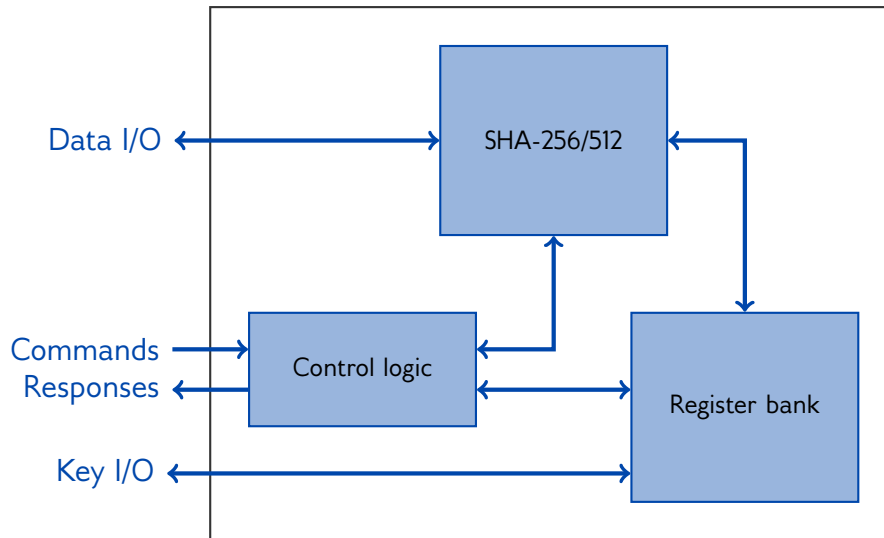 Data I/O
SHA-256/512
Commands
Responses
Control logic
Register bank
Key I/O